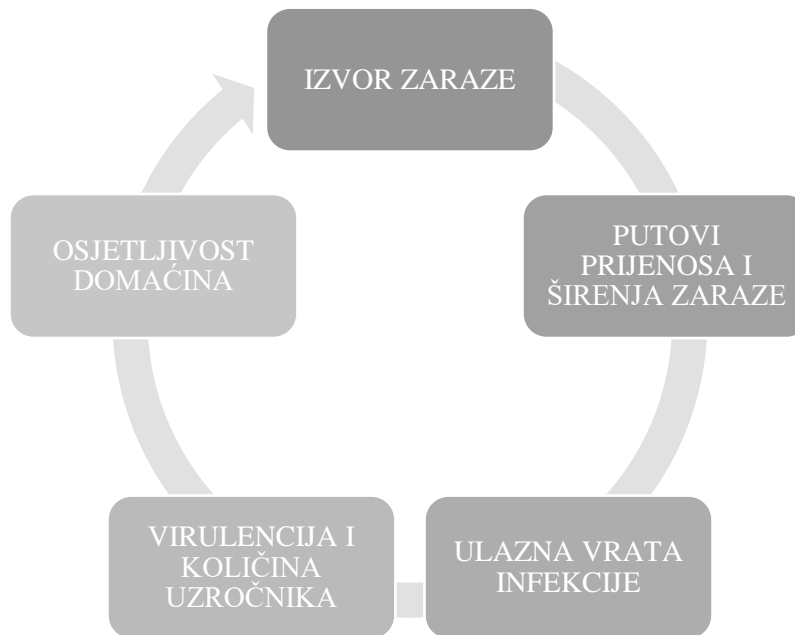 IZVOR ZARAZE
PUTOVI
PRIJENOSA I
ŠIRENJA ZARAZE
ULAZNA VRATA
INFEKCIJE
VIRULENCIJA I
KOLIČINA
UZROČNIKA
OSJETLJIVOST
DOMAĆINA